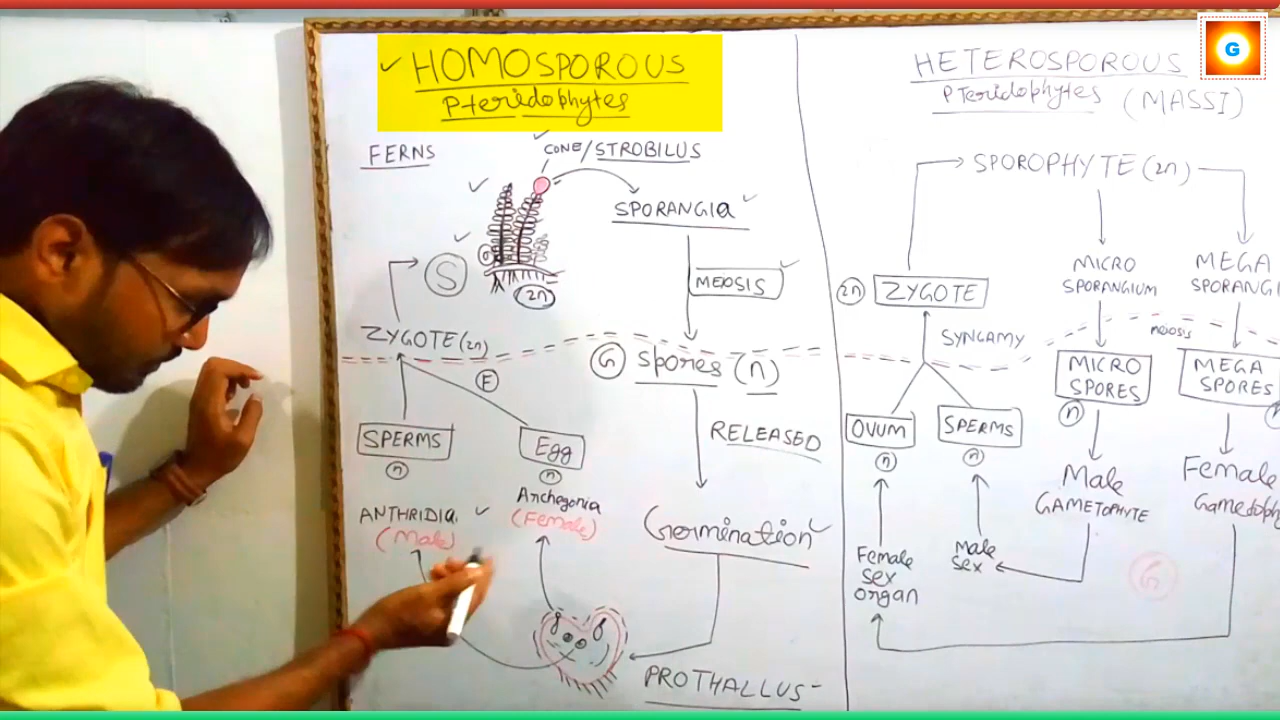 G
HOMOSPOROUS
Pteridophytes
FERNS
CONE/STROBILUS
SPORANGIA
MEIOSIS
S
(2n)
ZYGOTE (2n)
G spores (n)
F
SPERMS
n
Egg
n
RELEASED
ANTHRIDIA
(Male)
Archegonia
(Female)
Germination
PROTHALLUS
HETEROSPOROUS
PTeridophytes (MASSI)
SPOROPHYTE (2n)
MICRO
SPORANGIUM
MEGA
SPORANGI
2n ZYGOTE
SYNGAMY
meiosis
MICRO
SPORES
n
MEGA
SPORES
OVUM
n
SPERMS
n
Male
GAMETOPHYTE
Female
Gametoph
Female
sex
organ
Male
sex
G